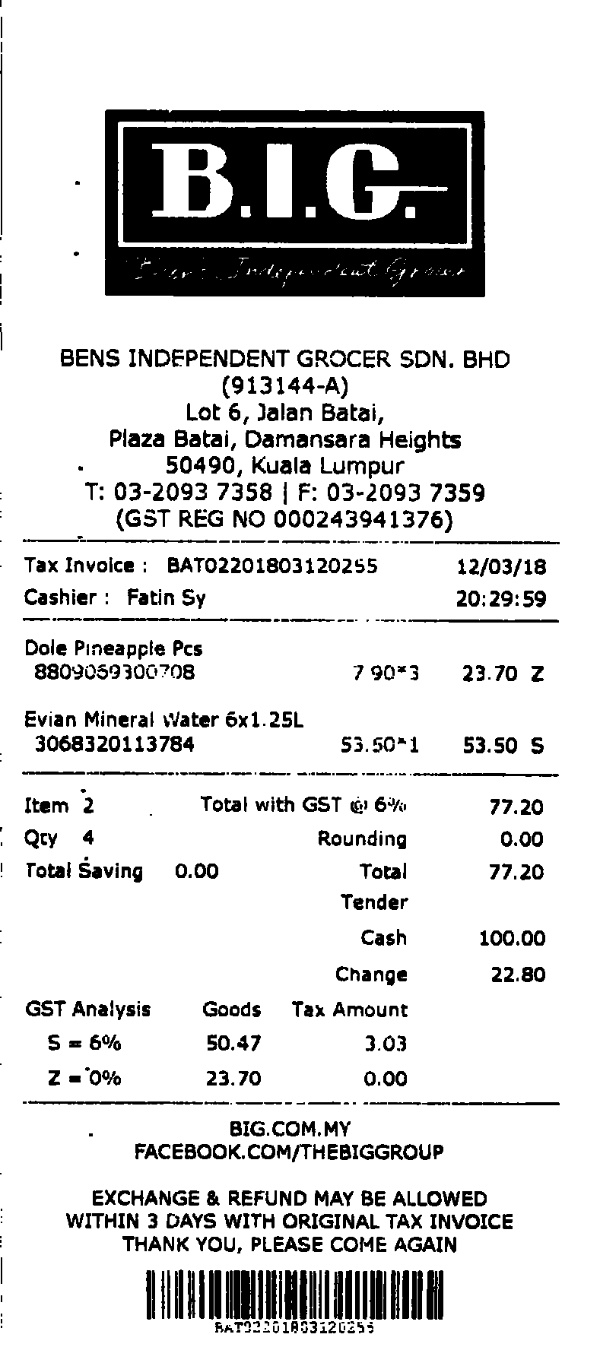 B.I.G.
Ben's Independent Grocer
BENS INDEPENDENT GROCER SDN. BHD
(913144-A)
Lot 6, Jalan Batai,
Plaza Batai, Damansara Heights
50490, Kuala Lumpur
T: 03-2093 7358 | F: 03-2093 7359
(GST REG NO 000243941376)
Tax Invoice : BAT02201803120255 12/03/18
Cashier : Fatin Sy 20:29:59
Dole Pineapple Pcs
8809069300708 7.90*3 23.70 Z
Evian Mineral Water 6x1.25L
3068320113784 53.50*1 53.50 S
Item 2 Total with GST @ 6% 77.20
Qty 4 Rounding 0.00
Total Saving 0.00 Total 77.20
Tender
Cash 100.00
Change 22.80
GST Analysis Goods Tax Amount
S = 6% 50.47 3.03
Z = 0% 23.70 0.00
BIG.COM.MY
FACEBOOK.COM/THEBIGGROUP
EXCHANGE & REFUND MAY BE ALLOWED
WITHIN 3 DAYS WITH ORIGINAL TAX INVOICE
THANK YOU, PLEASE COME AGAIN
BAT02201803120255